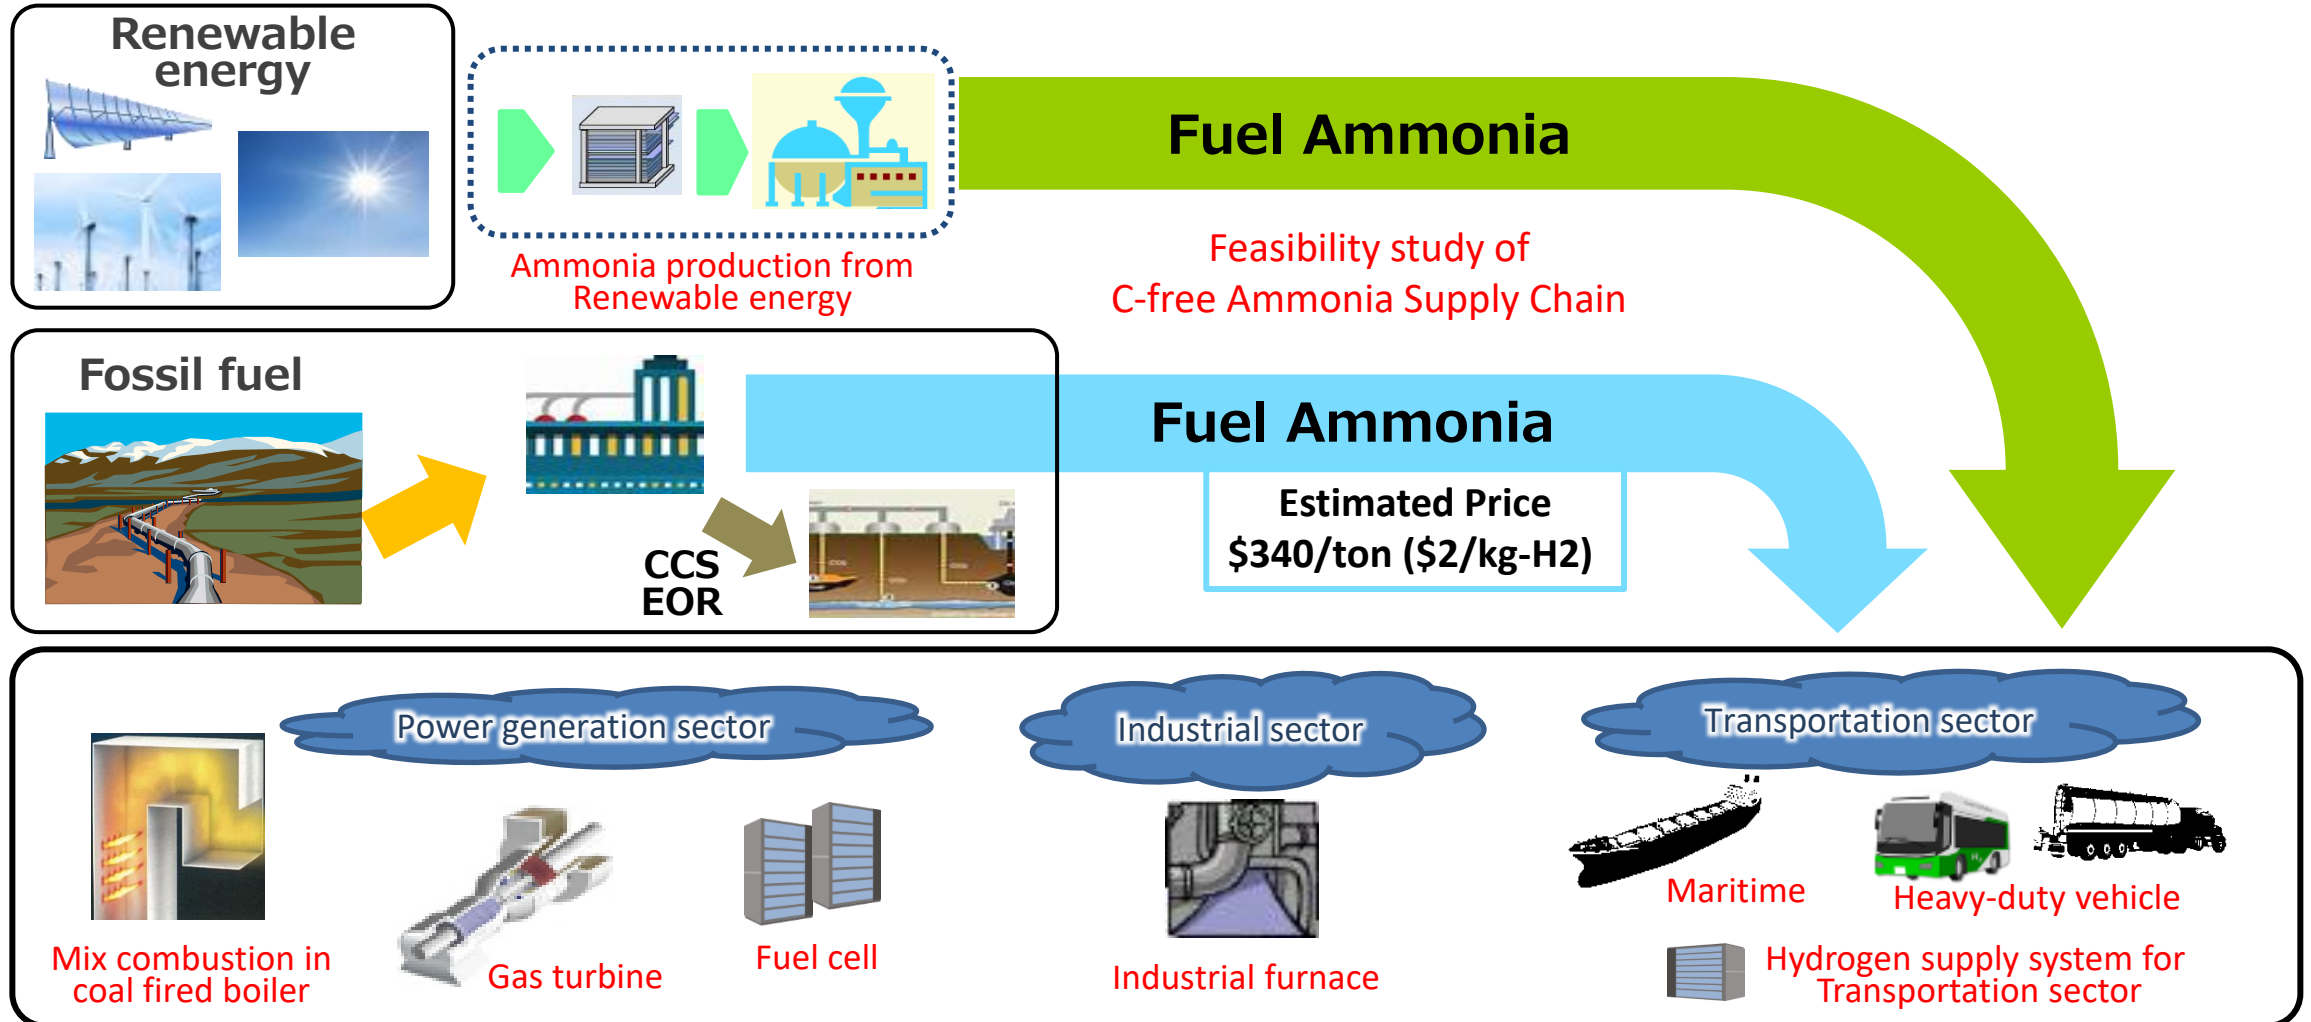 Renewable
energy
Ammonia production from
Renewable energy
Fuel Ammonia
Feasibility study of
C-free Ammonia Supply Chain
Fossil fuel
CCS
EOR
Fuel Ammonia
Estimated Price
$340/ton ($2/kg-H2)
Power generation sector
Mix combustion in
coal fired boiler
Gas turbine
Fuel cell
Industrial sector
Industrial furnace
Transportation sector
Maritime
Heavy-duty vehicle
Hydrogen supply system for
Transportation sector